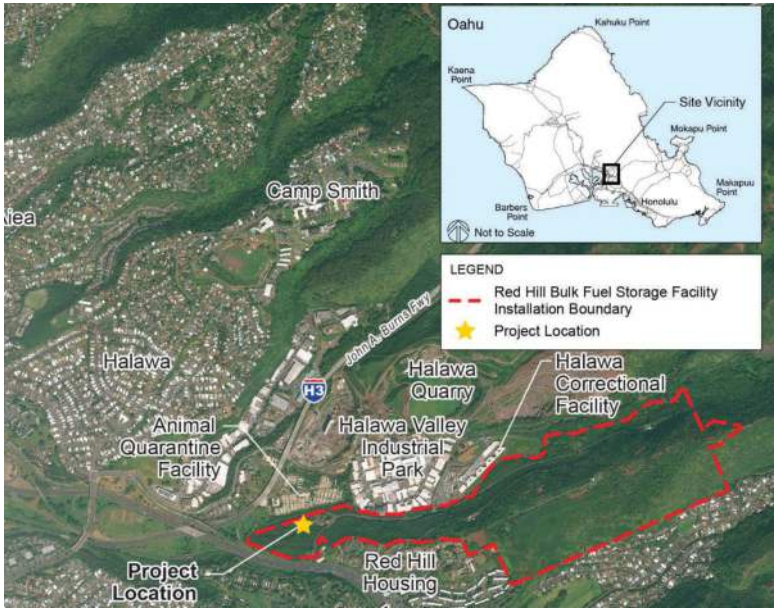 Oahu
Kahuku Point
Kaena
Point
Site Vicinity
Mokapu Point
Makapuu
Point
Honolulu
Barbers
Point
Not to Scale
LEGEND
Red Hill Bulk Fuel Storage Facility
Installation Boundary
Project Location
Camp Smith
Aiea
John A. Burns Fwy
Halawa
H3
Halawa
Quarry
Halawa
Correctional
Facility
Animal
Quarantine
Facility
Halawa Valley
Industrial
Park
Project
Location
Red Hill
Housing